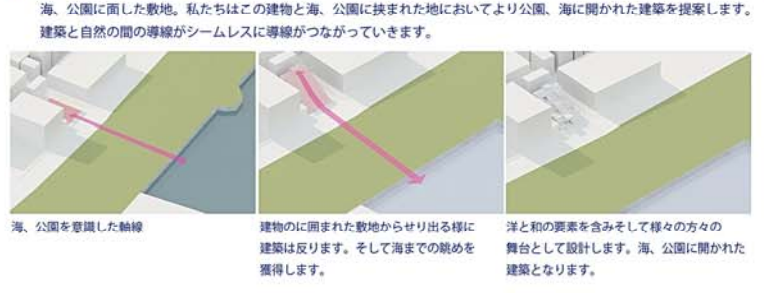 海、公園に面した敷地。私たちはこの建物と海、公園に挟まれた地においてより公園、海に開かれた建築を提案します。
建築と自然の間の導線がシームレスに導線がつながっていきます。
海、公園を意識した軸線
建物のに囲まれた敷地からせり出る様に
建築は反ります。そして海までの眺めを
獲得します。
洋と和の要素を含みそして様々の方々の
舞台として設計します。海、公園に開かれた
建築となります。